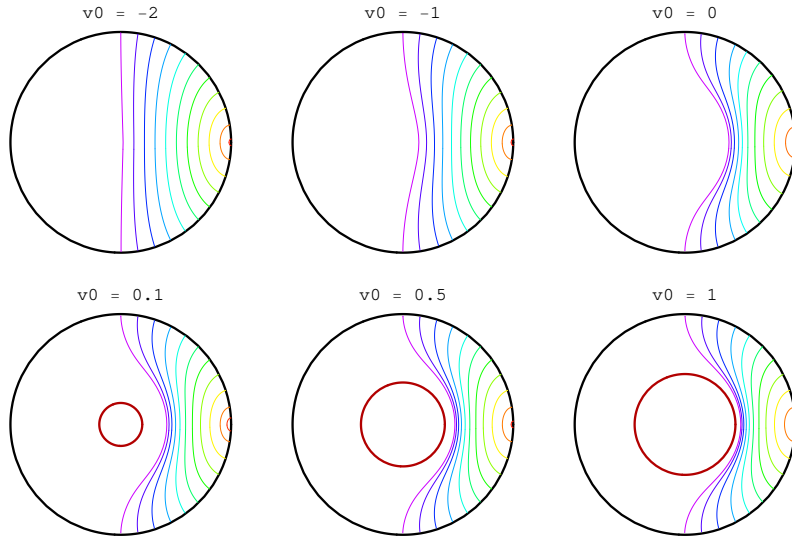 v0 = -2
v0 = -1
v0 = 0
v0 = 0.1
v0 = 0.5
v0 = 1